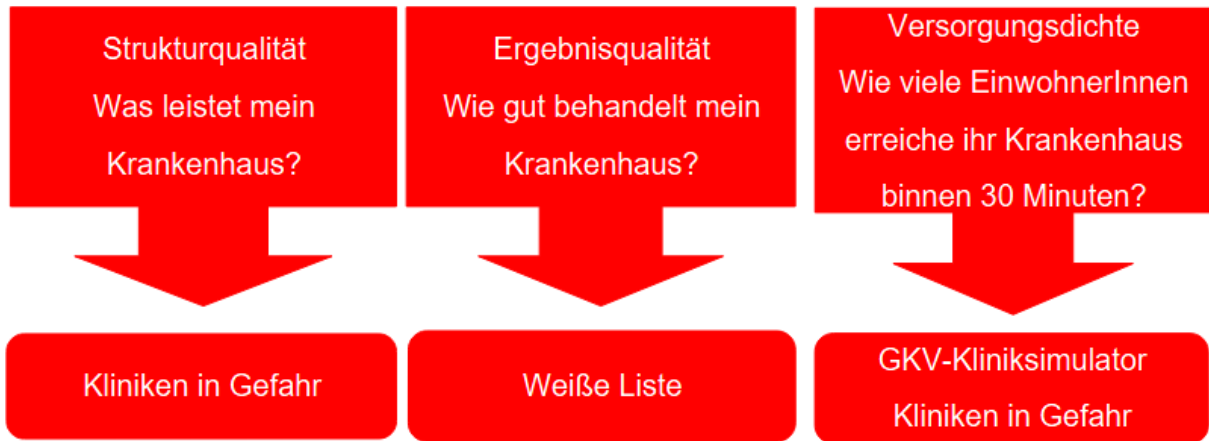 Strukturqualität
Was leistet mein
Krankenhaus?
Ergebnisqualität
Wie gut behandelt mein
Krankenhaus?
Versorgungsdichte
Wie viele EinwohnerInnen
erreiche ihr Krankenhaus
binnen 30 Minuten?
Kliniken in Gefahr
Weiße Liste
GKV-Kliniksimulator
Kliniken in Gefahr